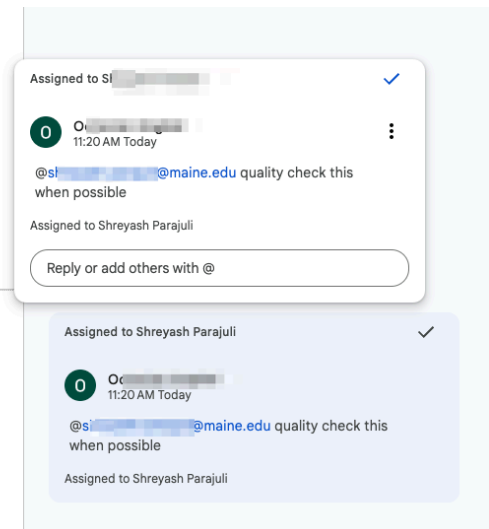 Assigned to
O
11:20 AM Today
@ @maine.edu quality check this
when possible
Assigned to Shreyash Parajuli
Reply or add others with @
Assigned to Shreyash Parajuli
O
11:20 AM Today
@ @maine.edu quality check this
when possible
Assigned to Shreyash Parajuli